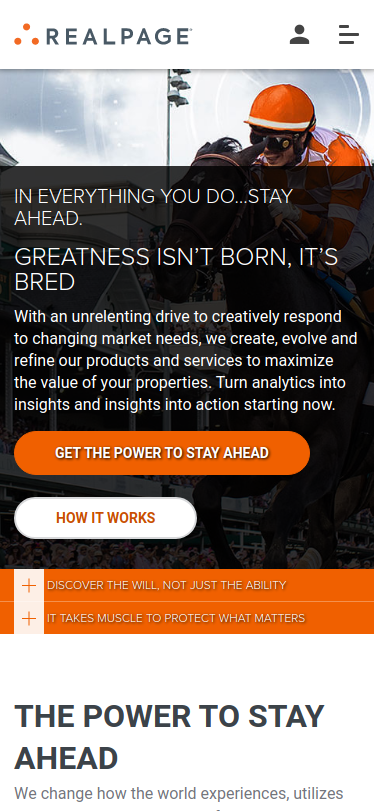 REALPAGE
IN EVERYTHING YOU DO...STAY
AHEAD.
GREATNESS ISN'T BORN, IT'S
BRED
With an unrelenting drive to creatively respond
to changing market needs, we create, evolve and
refine our products and services to maximize
the value of your properties. Turn analytics into
insights and insights into action starting now.
GET THE POWER TO STAY AHEAD
HOW IT WORKS
DISCOVER THE WILL, NOT JUST THE ABILITY
IT TAKES MUSCLE TO PROTECT WHAT MATTERS
THE POWER TO STAY
AHEAD
We change how the world experiences, utilizes